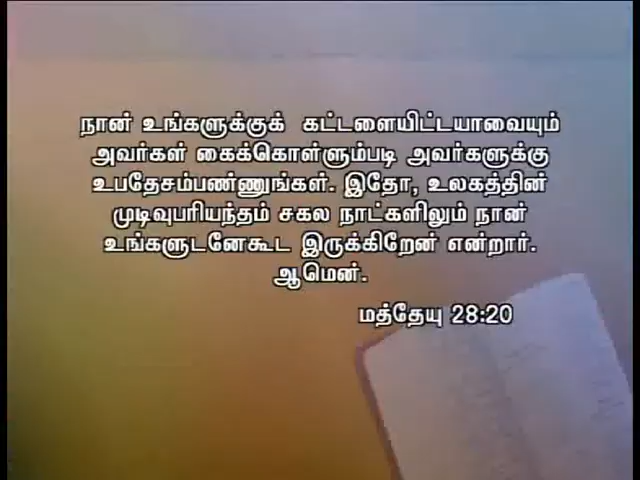 நான் உங்களுக்குக் கட்டளையிட்டயாவையும்
அவர்கள் கைக்கொள்ளும்படி அவர்களுக்கு
உபதேசம்பண்ணுங்கள். இதோ, உலகத்தின்
முடிவுபரியந்தம் சகல நாட்களிலும் நான்
உங்களுடனேகூட இருக்கிறேன் என்றார்.
ஆமென்.
மத்தேயு 28:20